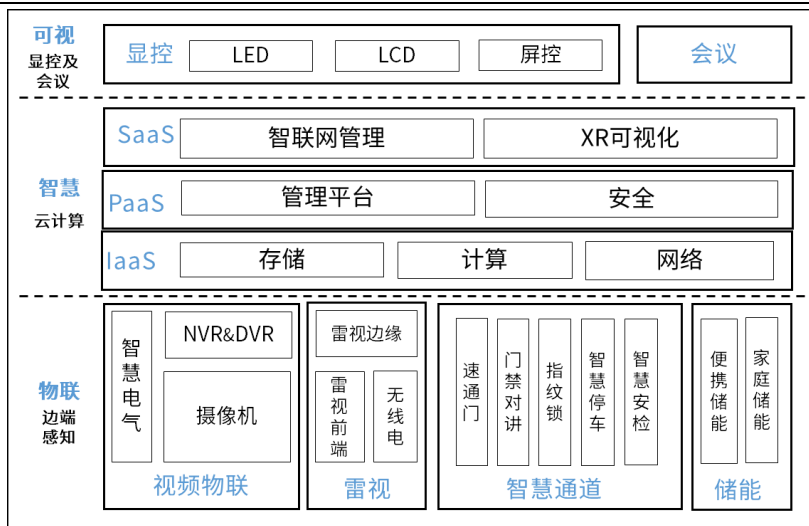 可视
显控及
会议
显控
LED
LCD
屏控
会议
智慧
云计算
SaaS
智联网管理
XR可视化
PaaS
管理平台
安全
IaaS
存储
计算
网络
物联
边端
感知
智慧电气
NVR&DVR
摄像机
视频物联
雷视边缘
雷视前端
无线电
雷视
速通门
门禁对讲
指纹锁
智慧停车
智慧安检
智慧通道
便携储能
家庭储能
储能